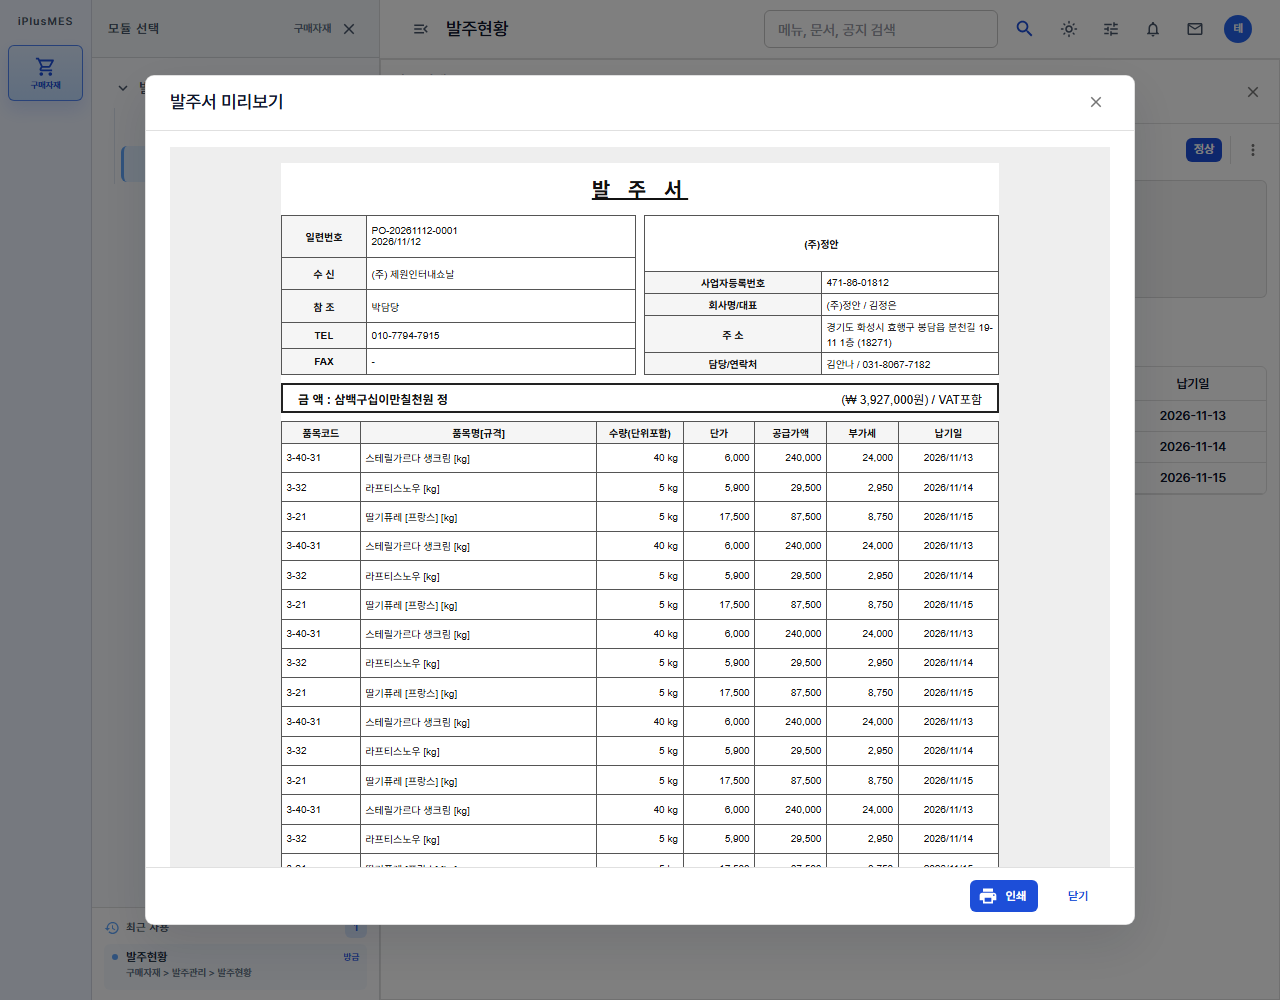 iPlusMES
구매자재
모듈 선택
구매자재
발주현황
메뉴, 문서, 공지 검색
테
발주서 미리보기
정상
발 주 서
일련번호
PO-20261112-0001
2026/11/12
수 신
(주) 제원인터내쇼날
참 조
박담당
TEL
010-7794-7915
FAX
-
(주)정안
사업자등록번호
471-86-01812
회사명/대표
(주)정안 / 김정은
주 소
경기도 화성시 효행구 봉담읍 분천길 19-
11 1층 (18271)
담당/연락처
김안나 / 031-8067-7182
납기일
2026-11-13
2026-11-14
2026-11-15
금 액 : 삼백구십이만칠천원 정
(₩ 3,927,000원) / VAT포함
품목코드 품목명[규격] 수량(단위포함) 단가 공급가액 부가세 납기일
3-40-31 스테릴가르다 생크림 [kg] 40 kg 6,000 240,000 24,000 2026/11/13
3-32 라프티스노우 [kg] 5 kg 5,900 29,500 2,950 2026/11/14
3-21 딸기퓨레 [프랑스] [kg] 5 kg 17,500 87,500 8,750 2026/11/15
3-40-31 스테릴가르다 생크림 [kg] 40 kg 6,000 240,000 24,000 2026/11/13
3-32 라프티스노우 [kg] 5 kg 5,900 29,500 2,950 2026/11/14
3-21 딸기퓨레 [프랑스] [kg] 5 kg 17,500 87,500 8,750 2026/11/15
3-40-31 스테릴가르다 생크림 [kg] 40 kg 6,000 240,000 24,000 2026/11/13
3-32 라프티스노우 [kg] 5 kg 5,900 29,500 2,950 2026/11/14
3-21 딸기퓨레 [프랑스] [kg] 5 kg 17,500 87,500 8,750 2026/11/15
3-40-31 스테릴가르다 생크림 [kg] 40 kg 6,000 240,000 24,000 2026/11/13
3-32 라프티스노우 [kg] 5 kg 5,900 29,500 2,950 2026/11/14
3-21 딸기퓨레 [프랑스] [kg] 5 kg 17,500 87,500 8,750 2026/11/15
3-40-31 스테릴가르다 생크림 [kg] 40 kg 6,000 240,000 24,000 2026/11/13
3-32 라프티스노우 [kg] 5 kg 5,900 29,500 2,950 2026/11/14
인쇄
닫기
최근 사용
1
발주현황
방금
구매자재 > 발주관리 > 발주현황